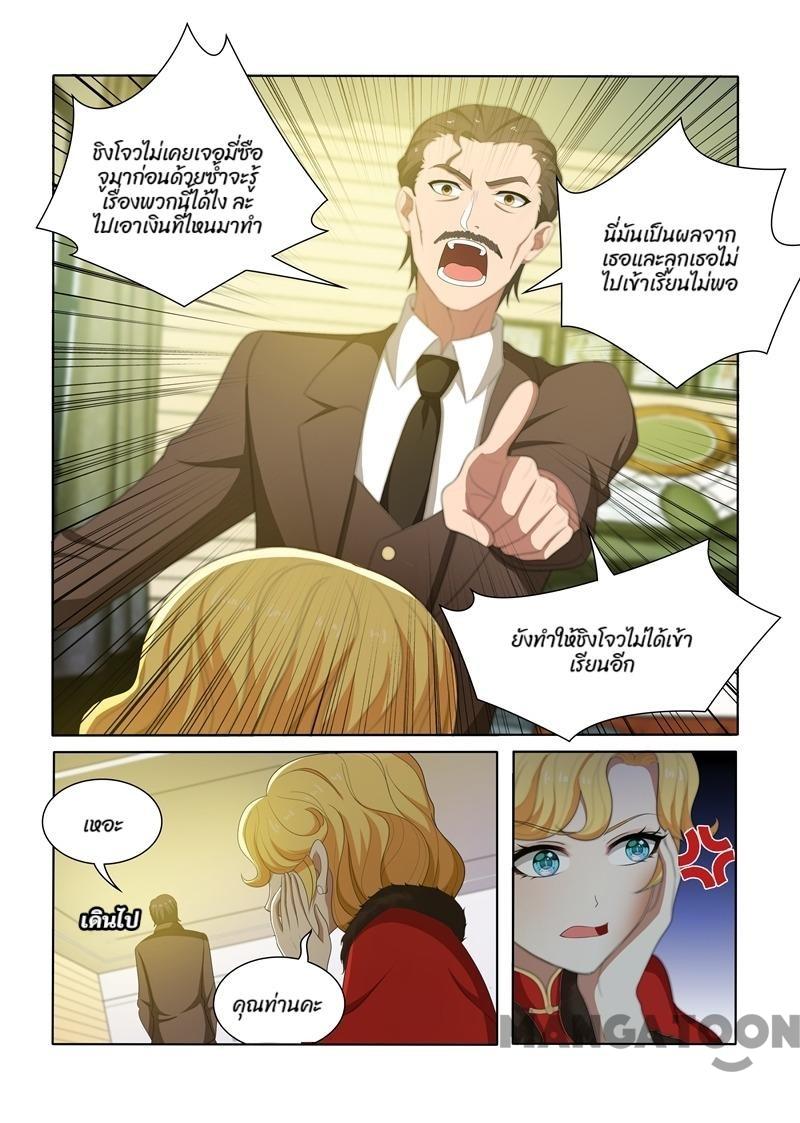 ชิงโจวไม่เคยเจอมี่ซือ
จูมาก่อนด้วยซ้ำจะรู้
เรื่องพวกนี้ได้ไง ละ
ไปเอาเงินที่ไหนมาทำ
นี่มันเป็นผลจาก
เธอและลูกเธอไม่
ไปเข้าเรียนไม่พอ
ยังทำให้ชิงโจวไม่ได้เข้า
เรียนอีก
เหอะ
เดินไป
คุณท่านคะ
MANGATOON